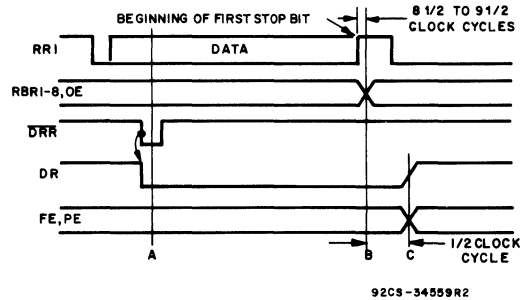 BEGINNING OF FIRST STOP BIT
8 1/2 TO 9 1/2
CLOCK CYCLES
RRI
DATA
RBR1-8, OE
DRR
DR
FE, PE
A
B
C
1/2 CLOCK
CYCLE
92CS-34559R2